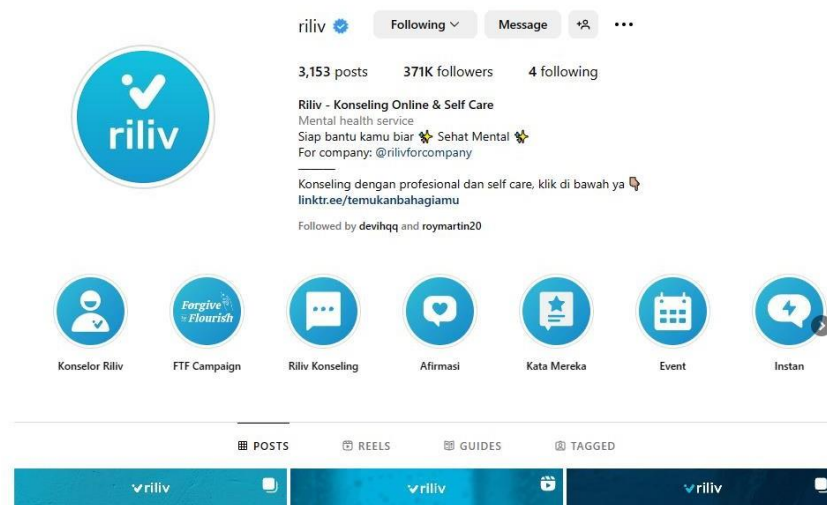 riliv
riliv Following Message
3,153 posts 371K followers 4 following
Riliv - Konseling Online & Self Care
Mental health service
Siap bantu kamu biar ✨ Sehat Mental ✨
For company: @rilivforcompany
Konseling dengan profesional dan self care, klik di bawah ya 👇🏽
linktr.ee/temukanbahagiamu
Followed by devihqq and roymartin20
Forgive
to
Flourish
Konselor Riliv FTF Campaign Riliv Konseling Afirmasi Kata Mereka Event Instan
POSTS REELS GUIDES TAGGED
riliv riliv riliv